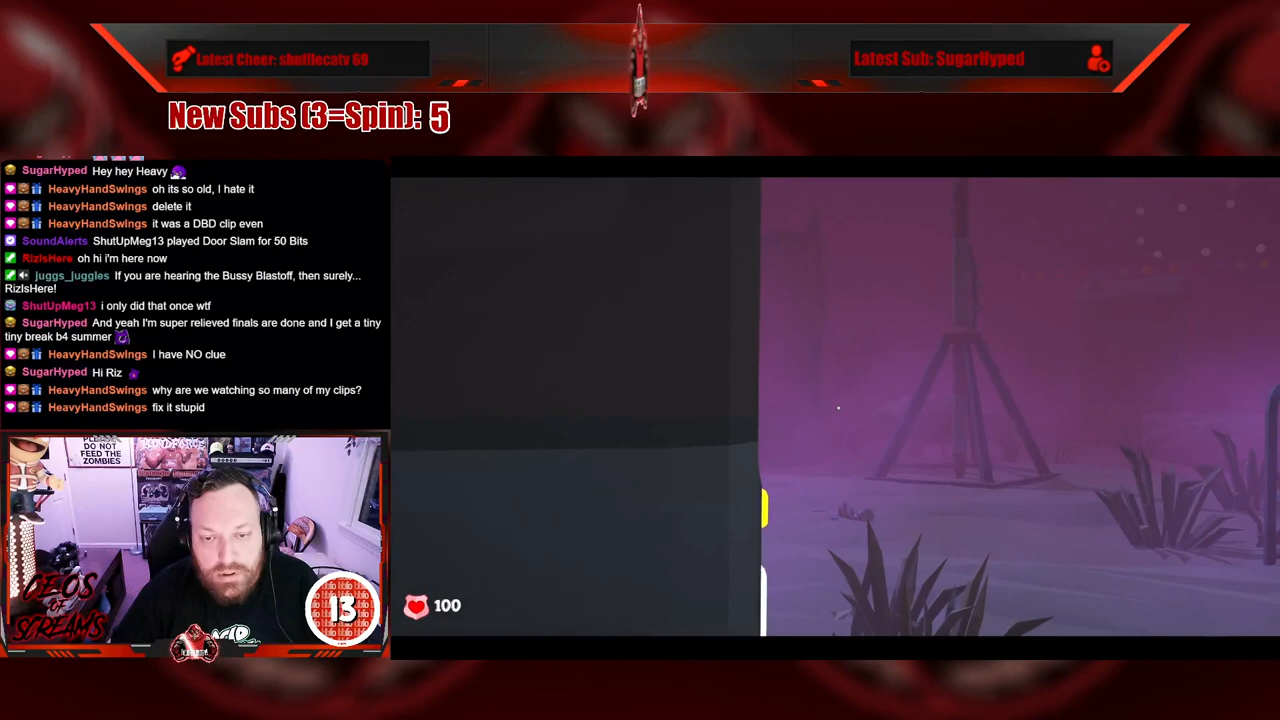 Latest Cheer: shufflecatv 69
Latest Sub: SugarHyped
New Subs (3=Spin): 5
SugarHyped Hey hey Heavy
HeavyHandSwings oh its so old, I hate it
HeavyHandSwings delete it
HeavyHandSwings it was a DBD clip even
SoundAlerts ShutUpMeg13 played Door Slam for 50 Bits
RizIsHere oh hi i'm here now
juggs_juggies If you are hearing the Bussy Blastoff, then surely...
RizIsHere!
ShutUpMeg13 i only did that once wtf
SugarHyped And yeah I'm super relieved finals are done and I get a tiny
tiny break b4 summer
HeavyHandSwings I have NO clue
SugarHyped Hi Riz
HeavyHandSwings why are we watching so many of my clips?
HeavyHandSwings fix it stupid
PLEASE
DO NOT
FEED THE
ZOMBIES
CEOS
OF
SCREAMS
13
ACID
100